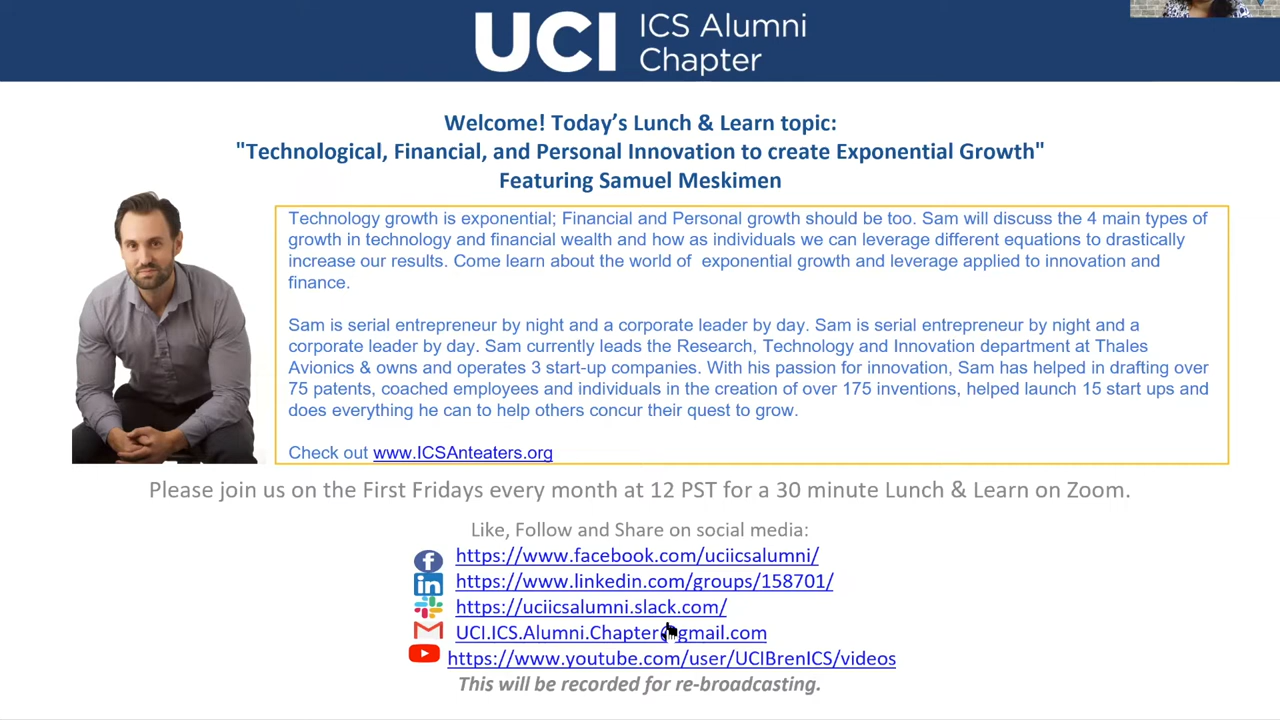 UCI ICS Alumni
Chapter
Welcome! Today's Lunch & Learn topic:
"Technological, Financial, and Personal Innovation to create Exponential Growth"
Featuring Samuel Meskimen
Technology growth is exponential; Financial and Personal growth should be too. Sam will discuss the 4 main types of
growth in technology and financial wealth and how as individuals we can leverage different equations to drastically
increase our results. Come learn about the world of exponential growth and leverage applied to innovation and
finance.
Sam is serial entrepreneur by night and a corporate leader by day. Sam is serial entrepreneur by night and a
corporate leader by day. Sam currently leads the Research, Technology and Innovation department at Thales
Avionics & owns and operates 3 start-up companies. With his passion for innovation, Sam has helped in drafting over
75 patents, coached employees and individuals in the creation of over 175 inventions, helped launch 15 start ups and
does everything he can to help others concur their quest to grow.
Check out www.ICSAnteaters.org
Please join us on the First Fridays every month at 12 PST for a 30 minute Lunch & Learn on Zoom.
Like, Follow and Share on social media:
https://www.facebook.com/uciicsalumni/
https://www.linkedin.com/groups/158701/
https://uciicsalumni.slack.com/
UCI.ICS.Alumni.Chapter@gmail.com
https://www.youtube.com/user/UCIBrenICS/videos
This will be recorded for re-broadcasting.